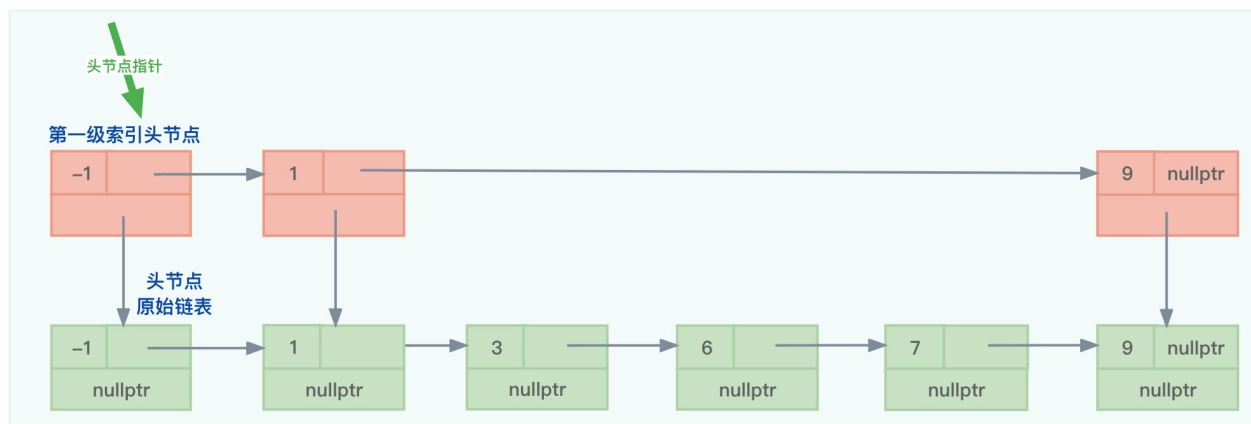 头节点指针
第一级索引头节点
-1 1 9 nullptr
头节点
原始链表
-1 1 3 6 7 9 nullptr
nullptr nullptr nullptr nullptr nullptr nullptr